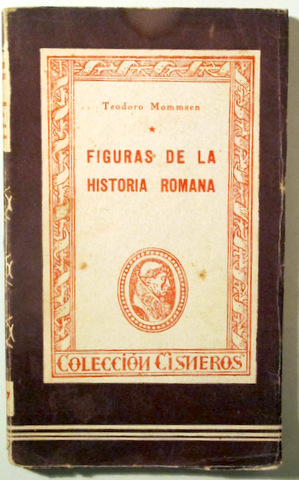 Teodoro Mommsen
*
FIGURAS DE LA
HISTORIA ROMANA
COLECCIÓN CISNEROS